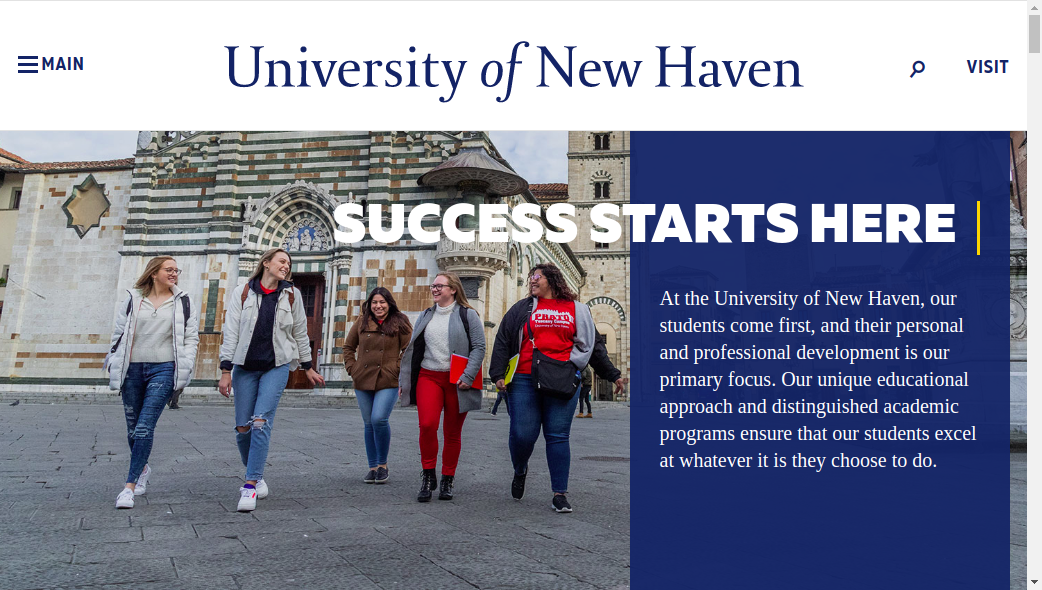 MAIN
University of New Haven
VISIT
SUCCESS STARTS HERE
At the University of New Haven, our
students come first, and their personal
and professional development is our
primary focus. Our unique educational
approach and distinguished academic
programs ensure that our students excel
at whatever it is they choose to do.
PRATO